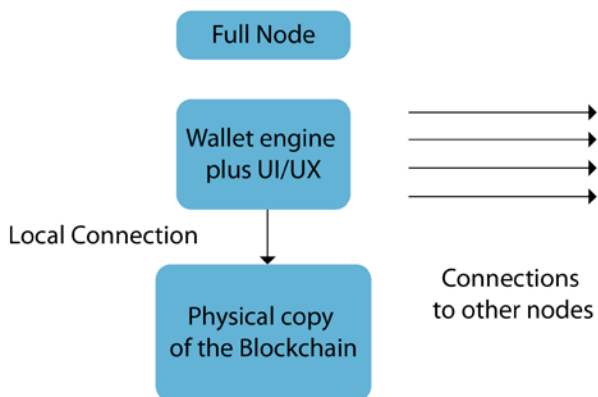 Full Node
Wallet engine
plus UI/UX
Local Connection
Physical copy
of the Blockchain
Connections
to other nodes